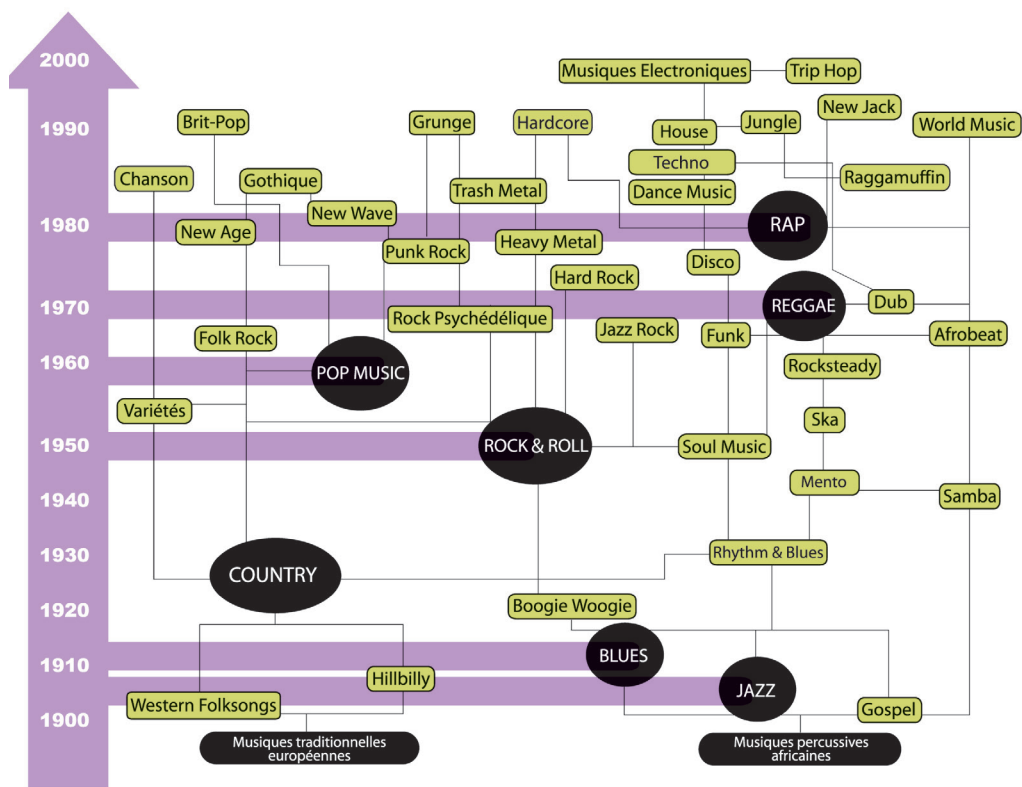 2000
Musiques Electroniques
Trip Hop
New Jack
Brit-Pop
Grunge
Hardcore
1990
House
Jungle
World Music
Techno
Chanson
Gothique
Trash Metal
Dance Music
Raggamuffin
New Wave
1980
RAP
New Age
Punk Rock
Heavy Metal
Disco
Hard Rock
1970
REGGAE
Dub
Rock Psychédélique
Jazz Rock
Funk
Afrobeat
Folk Rock
1960
POP MUSIC
Rocksteady
Variétés
Ska
1950
ROCK & ROLL
Soul Music
Mento
1940
Samba
1930
Rhythm & Blues
COUNTRY
1920
Boogie Woogie
BLUES
1910
Hillbilly
JAZZ
Western Folksongs
Gospel
1900
Musiques traditionnelles
européennes
Musiques percussives
africaines